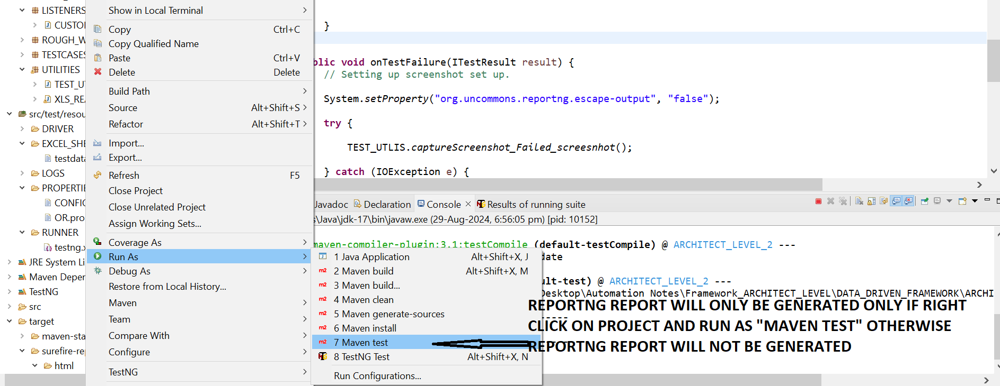 LISTENERS
CUSTO
ROUGH_W
TESTCASES
UTILITIES
TEST_U
XLS_REA
src/test/resou
DRIVER
EXCEL_SHE
testdata
LOGS
PROPERTIE
CONFIG
OR.pro
RUNNER
testng.x
JRE System Li
Maven Depen
TestNG
src
target
maven-sta
surefire-rep
html
Show in Local Terminal
Copy Ctrl+C
Copy Qualified Name
Paste Ctrl+V
Delete Delete
Build Path
Source Alt+Shift+S
Refactor Alt+Shift+T
Import...
Export...
Refresh F5
Close Project
Close Unrelated Project
Assign Working Sets...
Coverage As
Run As
Debug As
Restore from Local History...
Maven
Team
Compare With
Configure
TestNG
1 Java Application Alt+Shift+X, J
2 Maven build Alt+Shift+X, M
3 Maven build...
4 Maven clean
5 Maven generate-sources
6 Maven install
7 Maven test
8 TestNG Test Alt+Shift+X, N
Run Configurations...
}
blic void onTestFailure(ITestResult result) {
// Setting up screenshot set up.
System.setProperty("org.uncommons.reportng.escape-output", "false");
try {
TEST_UTLIS.captureScreenshot_Failed_screesnhot();
} catch (IOException e) {
Javadoc Declaration Console Results of running suite
s\Java\jdk-17\bin\javaw.exe (29-Aug-2024, 6:56:05 pm) [pid: 10152]
maven-compiler-plugin:3.1:testCompile (default-testCompile) @ ARCHITECT_LEVEL_2 ---
date
ult-test) @ ARCHITECT_LEVEL_2 ---
Desktop\Automation Notes\Framework_ARCHITECT_LEVEL\DATA_DRIVEN_FRAMEWORK\ARCHI
REPORTNG REPORT WILL ONLY BE GENERATED ONLY IF RIGHT
CLICK ON PROJECT AND RUN AS "MAVEN TEST" OTHERWISE
REPORTNG REPORT WILL NOT BE GENERATED